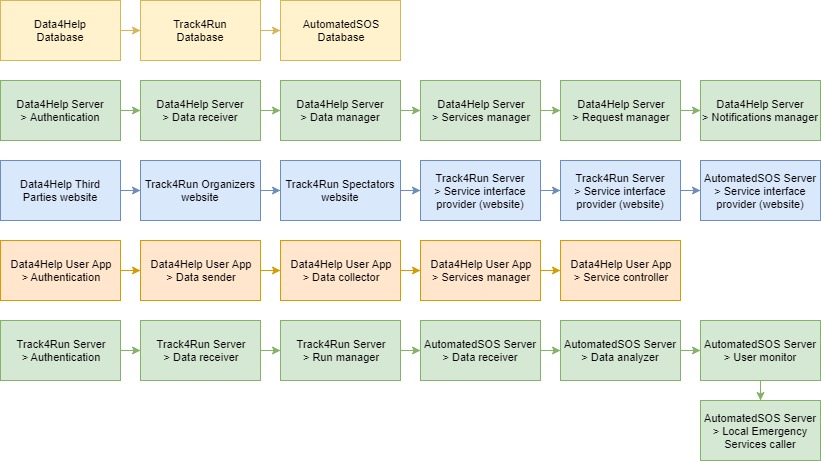 Data4Help
Database
Track4Run
Database
AutomatedSOS
Database
Data4Help Server
> Authentication
Data4Help Server
> Data receiver
Data4Help Server
> Data manager
Data4Help Server
> Services manager
Data4Help Server
> Request manager
Data4Help Server
> Notifications manager
Data4Help Third
Parties website
Track4Run Organizers
website
Track4Run Spectators
website
Track4Run Server
> Service interface
provider (website)
Track4Run Server
> Service interface
provider (website)
AutomatedSOS Server
> Service interface
provider (website)
Data4Help User App
> Authentication
Data4Help User App
> Data sender
Data4Help User App
> Data collector
Data4Help User App
> Services manager
Data4Help User App
> Service controller
Track4Run Server
> Authentication
Track4Run Server
> Data receiver
Track4Run Server
> Run manager
AutomatedSOS Server
> Data receiver
AutomatedSOS Server
> Data analyzer
AutomatedSOS Server
> User monitor
AutomatedSOS Server
> Local Emergency
Services caller